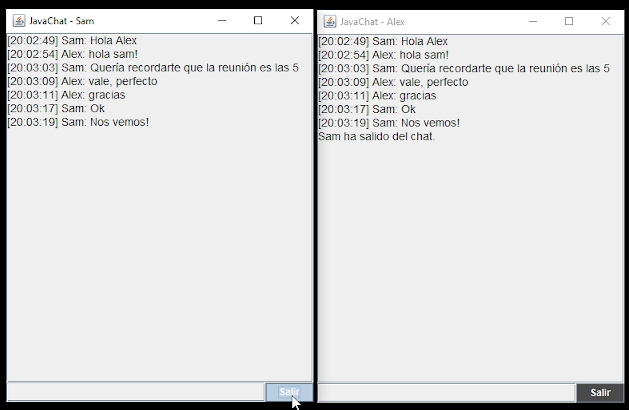 JavaChat - Sam
[20:02:49] Sam: Hola Alex
[20:02:54] Alex: hola sam!
[20:03:03] Sam: Quería recordarte que la reunión es las 5
[20:03:09] Alex: vale, perfecto
[20:03:11] Alex: gracias
[20:03:17] Sam: Ok
[20:03:19] Sam: Nos vemos!
Salir
JavaChat - Alex
[20:02:49] Sam: Hola Alex
[20:02:54] Alex: hola sam!
[20:03:03] Sam: Quería recordarte que la reunión es las 5
[20:03:09] Alex: vale, perfecto
[20:03:11] Alex: gracias
[20:03:17] Sam: Ok
[20:03:19] Sam: Nos vemos!
Sam ha salido del chat.
Salir